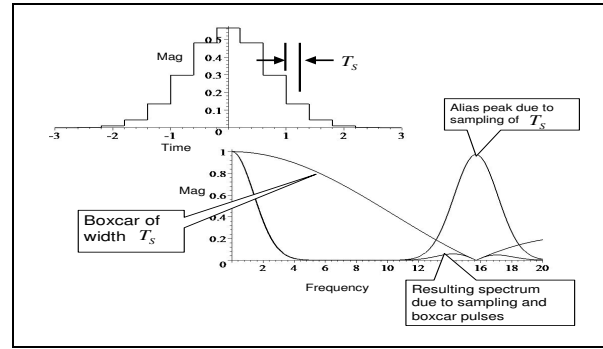 0.5
Mag
0.4
0.3
0.2
0.1
T_S
-3 -2 -1 0 1 2 3
Time
Alias peak due to
sampling of T_S
1
0.8
Mag
0.6
0.4
0.2
0
2 4 6 8 10 12 14 16 18 20
Frequency
Boxcar of
width T_S
Resulting spectrum
due to sampling and
boxcar pulses